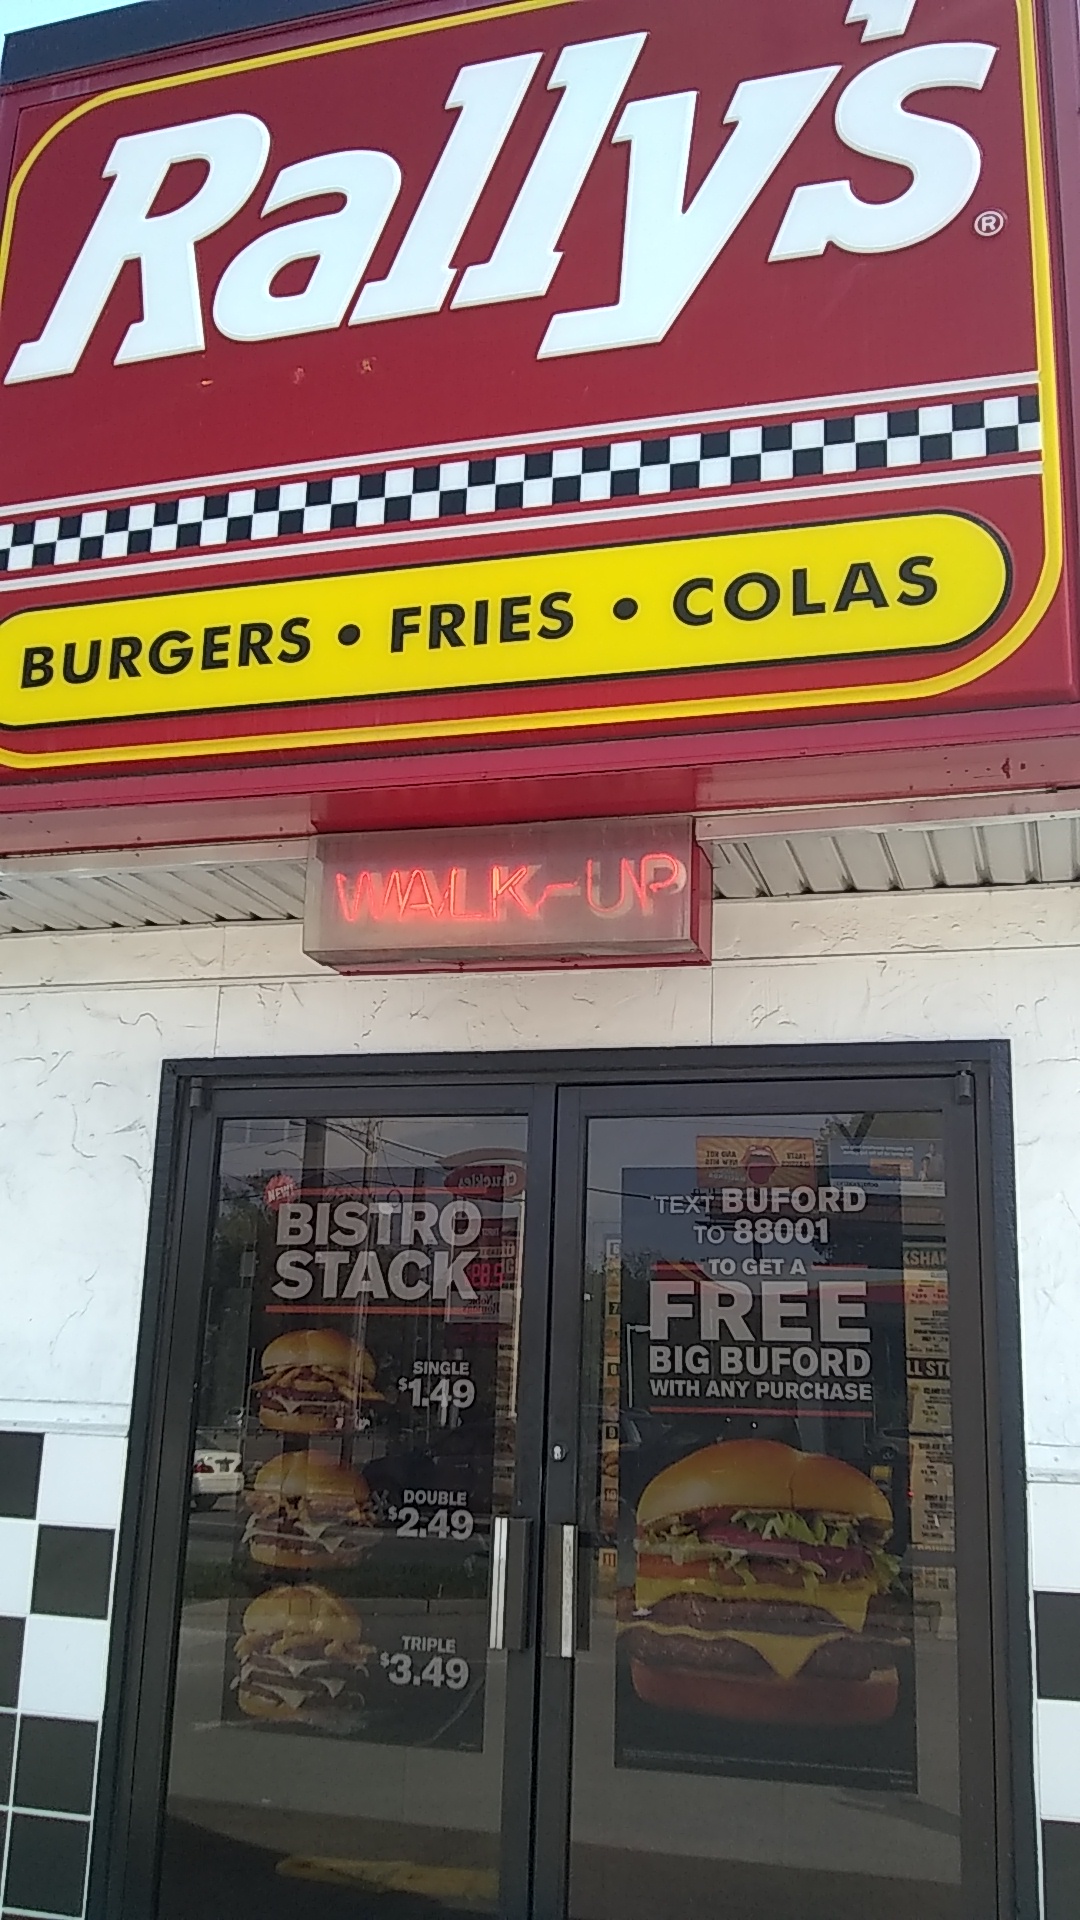 Rally's®
BURGERS • FRIES • COLAS
WALK-UP
NEW!
BISTRO
STACK
SINGLE
$1.49
DOUBLE
$2.49
TRIPLE
$3.49
Chuckles
TEXT BUFORD
TO 88001
TO GET A
FREE
BIG BUFORD
WITH ANY PURCHASE